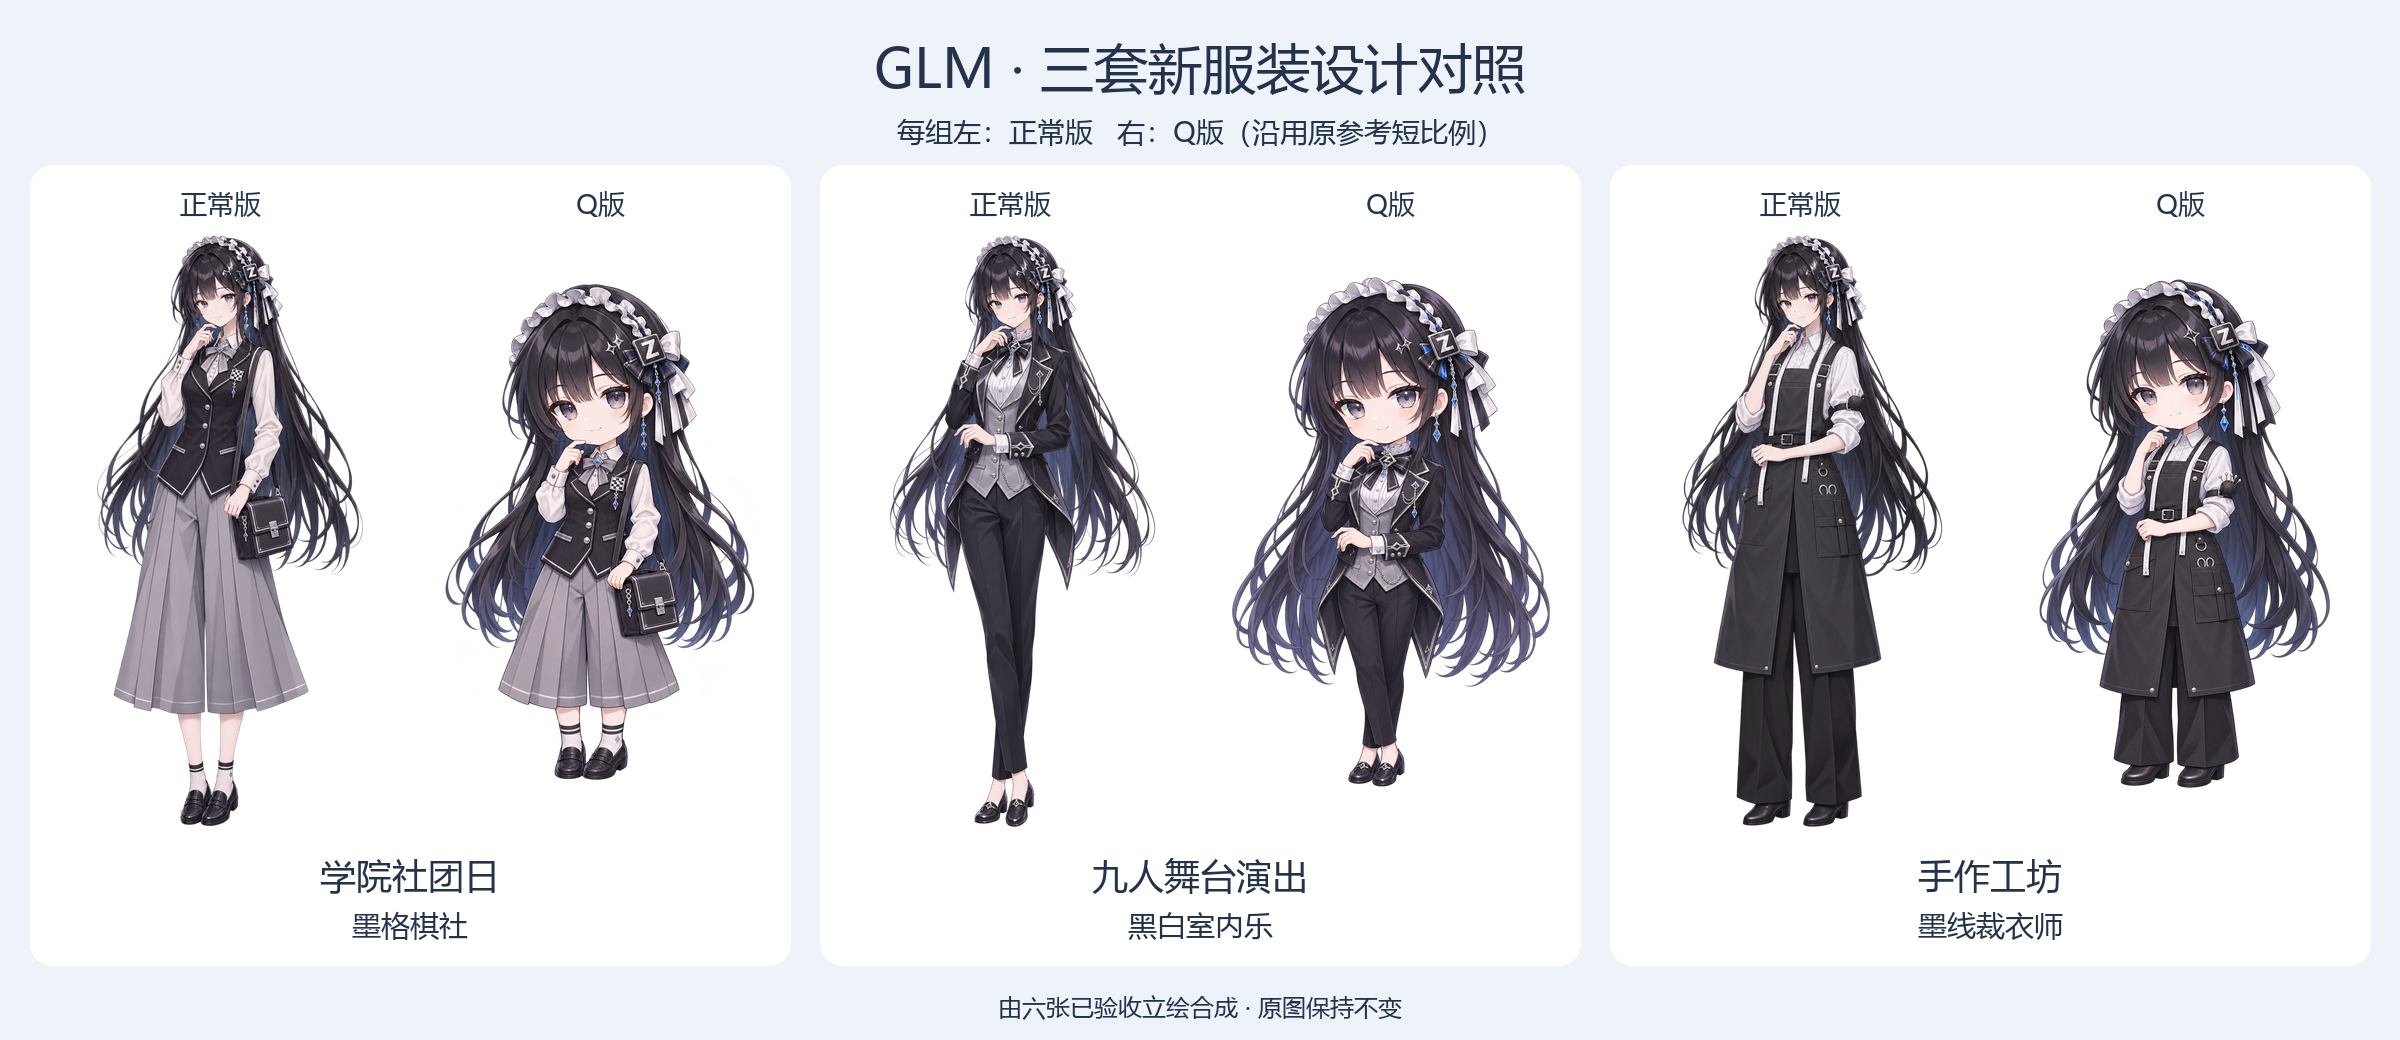 GLM · 三套新服装设计对照
每组左：正常版 右：Q版（沿用原参考短比例）
正常版 Q版
正常版 Q版
正常版 Q版
Z
Z
Z
Z
Z
Z
学院社团日
墨格棋社
九人舞台演出
黑白室内乐
手作工坊
墨线裁衣师
由六张已验收立绘合成 · 原图保持不变